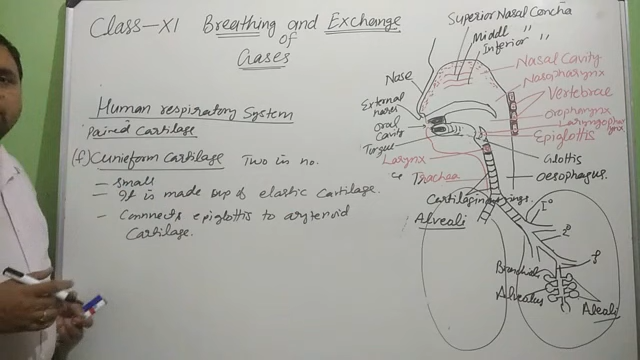 Class-XI Breathing and Exchange
of
Gases
Human respiratory System
Paired Cartilage
(f) Cunieform Cartilage Two in no.
= Small
= It is made up of elastic Cartilage.
- Connects epiglottis to arytenoid
Cartilage.
Superior Nasal Concha
Middle "
Inferior "
Nasal Cavity
Nasopharynx
Vertebrae
Oropharynx
Laryngopharynx
Epiglottis
Glottis
Oesophagus
Nose
External
nares
Oral
Cavity
Tongue
Larynx
Trachea
Cartilaginous rings
Alveali
1°
2°
3°
Bronchiole
Alveolus
Alveoli